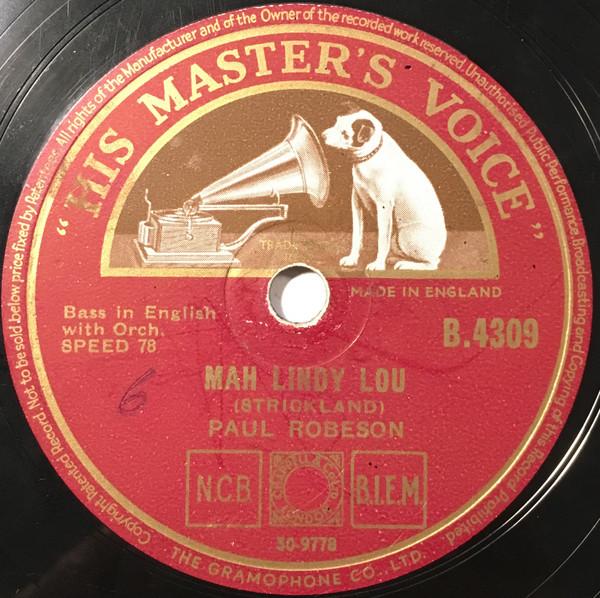 Copyright Patented Record. Not to be sold below price fixed by Patentees. All rights of the Manufacturer and of the Owner of the recorded work reserved. Unauthorised Public Performance, Broadcasting and Copying of this Record Prohibited.
"HIS MASTER'S VOICE"
MADE IN ENGLAND
Bass in English
with Orch.
SPEED 78
B.4309
6
MAH LINDY LOU
(STRICKLAND)
PAUL ROBESON
N.C.B.
B.I.E.M.
30-9778
THE GRAMOPHONE CO., LTD.